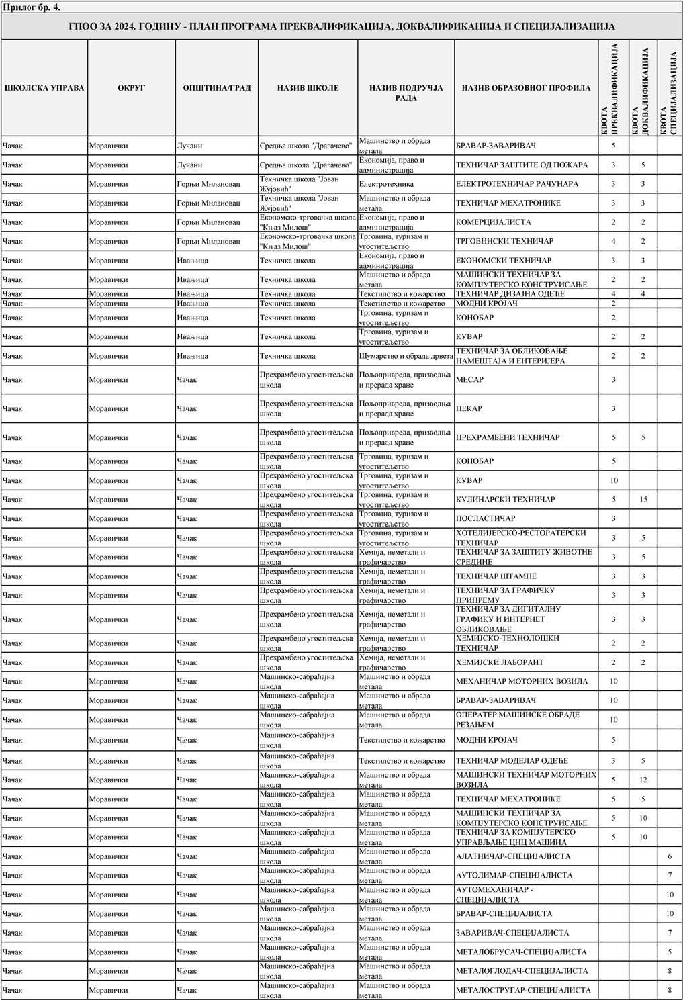 Прилог бр. 4.
ГПОО ЗА 2024. ГОДИНУ - ПЛАН ПРОГРАМА ПРЕКВАЛИФИКАЦИЈА, ДОКВАЛИФИКАЦИЈА И СПЕЦИЈАЛИЗАЦИЈА
ШКОЛСКА УПРАВА ОКРУГ ОПШТИНА/ГРАД НАЗИВ ШКОЛЕ НАЗИВ ПОДРУЧЈА РАДА НАЗИВ ОБРАЗОВНОГ ПРОФИЛА КВОТА ПРЕКВАЛИФИКАЦИЈА КВОТА ДОКВАЛИФИКАЦИЈА КВОТА СПЕЦИЈАЛИЗАЦИЈА
Чачак Моравички Лучани Средња школа "Драгачево" Машинство и обрада метала БРАВАР-ЗАВАРИВАЧ 5
Чачак Моравички Лучани Средња школа "Драгачево" Економија, право и администрација ТЕХНИЧАР ЗАШТИТЕ ОД ПОЖАРА 3 5
Чачак Моравички Горњи Милановац Техничка школа "Јован Жујовић" Електротехника ЕЛЕКТРОТЕХНИЧАР РАЧУНАРА 3 3
Чачак Моравички Горњи Милановац Техничка школа "Јован Жујовић" Машинство и обрада метала ТЕХНИЧАР МЕХАТРОНИКЕ 3 3
Чачак Моравички Горњи Милановац Економско-трговачка школа "Књаз Милош" Економија, право и администрација КОМЕРЦИЈАЛИСТА 2 2
Чачак Моравички Горњи Милановац Економско-трговачка школа "Књаз Милош" Трговина, туризам и угоститељство ТРГОВИНСКИ ТЕХНИЧАР 4 2
Чачак Моравички Ивањица Техничка школа Економија, право и администрација ЕКОНОМСКИ ТЕХНИЧАР 3 3
Чачак Моравички Ивањица Техничка школа Машинство и обрада метала МАШИНСКИ ТЕХНИЧАР ЗА КОМПЈУТЕРСКО КОНСТРУИСАЊЕ 2 2
Чачак Моравички Ивањица Техничка школа Текстилство и кожарство ТЕХНИЧАР ДИЗАЈНА ОДЕЋЕ 4 4
Чачак Моравички Ивањица Техничка школа Текстилство и кожарство МОДНИ КРОЈАЧ 2
Чачак Моравички Ивањица Техничка школа Трговина, туризам и угоститељство КОНОБАР 2
Чачак Моравички Ивањица Техничка школа Трговина, туризам и угоститељство КУВАР 2 2
Чачак Моравички Ивањица Техничка школа Шумарство и обрада дрвета ТЕХНИЧАР ЗА ОБЛИКОВАЊЕ НАМЕШТАЈА И ЕНТЕРИЈЕРА 2 2
Чачак Моравички Чачак Прехрамбено угоститељска школа Пољопривреда, призводња и прерада хране МЕСАР 3
Чачак Моравички Чачак Прехрамбено угоститељска школа Пољопривреда, призводња и прерада хране ПЕКАР 3
Чачак Моравички Чачак Прехрамбено угоститељска школа Пољопривреда, призводња и прерада хране ПРЕХРАМБЕНИ ТЕХНИЧАР 5 5
Чачак Моравички Чачак Прехрамбено угоститељска школа Трговина, туризам и угоститељство КОНОБАР 5
Чачак Моравички Чачак Прехрамбено угоститељска школа Трговина, туризам и угоститељство КУВАР 10
Чачак Моравички Чачак Прехрамбено угоститељска школа Трговина, туризам и угоститељство КУЛИНАРСКИ ТЕХНИЧАР 5 15
Чачак Моравички Чачак Прехрамбено угоститељска школа Трговина, туризам и угоститељство ПОСЛАСТИЧАР 3
Чачак Моравички Чачак Прехрамбено угоститељска школа Трговина, туризам и угоститељство ХОТЕЛИЈЕРСКО-РЕСТОРАТЕРСКИ ТЕХНИЧАР 3 5
Чачак Моравички Чачак Прехрамбено угоститељска школа Хемија, неметали и графичарство ТЕХНИЧАР ЗА ЗАШТИТУ ЖИВОТНЕ СРЕДИНЕ 3 5
Чачак Моравички Чачак Прехрамбено угоститељска школа Хемија, неметали и графичарство ТЕХНИЧАР ШТАМПЕ 3 3
Чачак Моравички Чачак Прехрамбено угоститељска школа Хемија, неметали и графичарство ТЕХНИЧАР ЗА ГРАФИЧКУ ПРИПРЕМУ 3 3
Чачак Моравички Чачак Прехрамбено угоститељска школа Хемија, неметали и графичарство ТЕХНИЧАР ЗА ДИГИТАЛНУ ГРАФИКУ И ИНТЕРНЕТ ОБЛИКОВАЊЕ 3 3
Чачак Моравички Чачак Прехрамбено угоститељска школа Хемија, неметали и графичарство ХЕМИЈСКО-ТЕХНОЛОШКИ ТЕХНИЧАР 2 2
Чачак Моравички Чачак Прехрамбено угоститељска школа Хемија, неметали и графичарство ХЕМИЈСКИ ЛАБОРАНТ 2 2
Чачак Моравички Чачак Машинско-сабраћајна школа Машинство и обрада метала МЕХАНИЧАР МОТОРНИХ ВОЗИЛА 10
Чачак Моравички Чачак Машинско-сабраћајна школа Машинство и обрада метала БРАВАР-ЗАВАРИВАЧ 10
Чачак Моравички Чачак Машинско-сабраћајна школа Машинство и обрада метала ОПЕРАТЕР МАШИНСКЕ ОБРАДЕ РЕЗАЊЕМ 10
Чачак Моравички Чачак Машинско-сабраћајна школа Текстилство и кожарство МОДНИ КРОЈАЧ 5
Чачак Моравички Чачак Машинско-сабраћајна школа Текстилство и кожарство ТЕХНИЧАР МОДЕЛАР ОДЕЋЕ 3 5
Чачак Моравички Чачак Машинско-сабраћајна школа Машинство и обрада метала МАШИНСКИ ТЕХНИЧАР МОТОРНИХ ВОЗИЛА 5 12
Чачак Моравички Чачак Машинско-сабраћајна школа Машинство и обрада метала ТЕХНИЧАР МЕХАТРОНИКЕ 5 5
Чачак Моравички Чачак Машинско-сабраћајна школа Машинство и обрада метала МАШИНСКИ ТЕХНИЧАР ЗА КОМПЈУТЕРСКО КОНСТРУИСАЊЕ 5 10
Чачак Моравички Чачак Машинско-сабраћајна школа Машинство и обрада метала ТЕХНИЧАР ЗА КОМПЈУТЕРСКО УПРАВЉАЊЕ ЦНЦ МАШИНА 5 10
Чачак Моравички Чачак Машинско-сабраћајна школа Машинство и обрада метала АЛАТНИЧАР-СПЕЦИЈАЛИСТА 6
Чачак Моравички Чачак Машинско-сабраћајна школа Машинство и обрада метала АУТОЛИМАР-СПЕЦИЈАЛИСТА 7
Чачак Моравички Чачак Машинско-сабраћајна школа Машинство и обрада метала АУТОМЕХАНИЧАР - СПЕЦИЈАЛИСТА 10
Чачак Моравички Чачак Машинско-сабраћајна школа Машинство и обрада метала БРАВАР-СПЕЦИЈАЛИСТА 10
Чачак Моравички Чачак Машинско-сабраћајна школа Машинство и обрада метала ЗАВАРИВАЧ-СПЕЦИЈАЛИСТА 7
Чачак Моравички Чачак Машинско-сабраћајна школа Машинство и обрада метала МЕТАЛОБРУСАЧ-СПЕЦИЈАЛИСТА 5
Чачак Моравички Чачак Машинско-сабраћајна школа Машинство и обрада метала МЕТАЛОГЛОДАЧ-СПЕЦИЈАЛИСТА 8
Чачак Моравички Чачак Машинско-сабраћајна школа Машинство и обрада метала МЕТАЛОСТРУГАР-СПЕЦИЈАЛИСТА 8